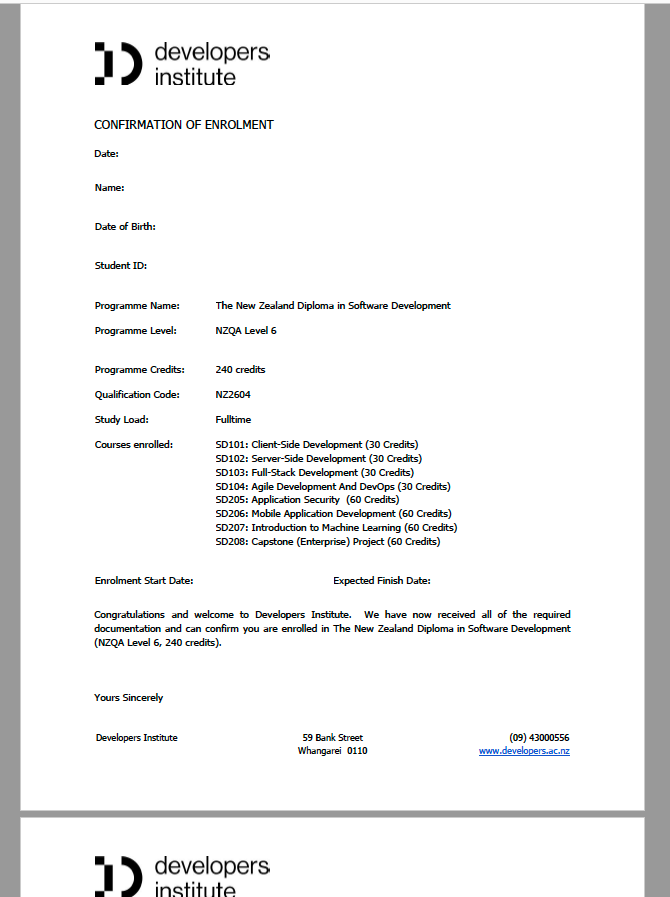 developers
institute
CONFIRMATION OF ENROLMENT
Date:
Name:
Date of Birth:
Student ID:
Programme Name: The New Zealand Diploma in Software Development
Programme Level: NZQA Level 6
Programme Credits: 240 credits
Qualification Code: NZ2604
Study Load: Fulltime
Courses enrolled: SD101: Client-Side Development (30 Credits)
SD102: Server-Side Development (30 Credits)
SD103: Full-Stack Development (30 Credits)
SD104: Agile Development And DevOps (30 Credits)
SD205: Application Security (60 Credits)
SD206: Mobile Application Development (60 Credits)
SD207: Introduction to Machine Learning (60 Credits)
SD208: Capstone (Enterprise) Project (60 Credits)
Enrolment Start Date: Expected Finish Date:
Congratulations and welcome to Developers Institute. We have now received all of the required
documentation and can confirm you are enrolled in The New Zealand Diploma in Software Development
(NZQA Level 6, 240 credits).
Yours Sincerely
Developers Institute 59 Bank Street (09) 43000556
Whangarei 0110 www.developers.ac.nz
developers
institute